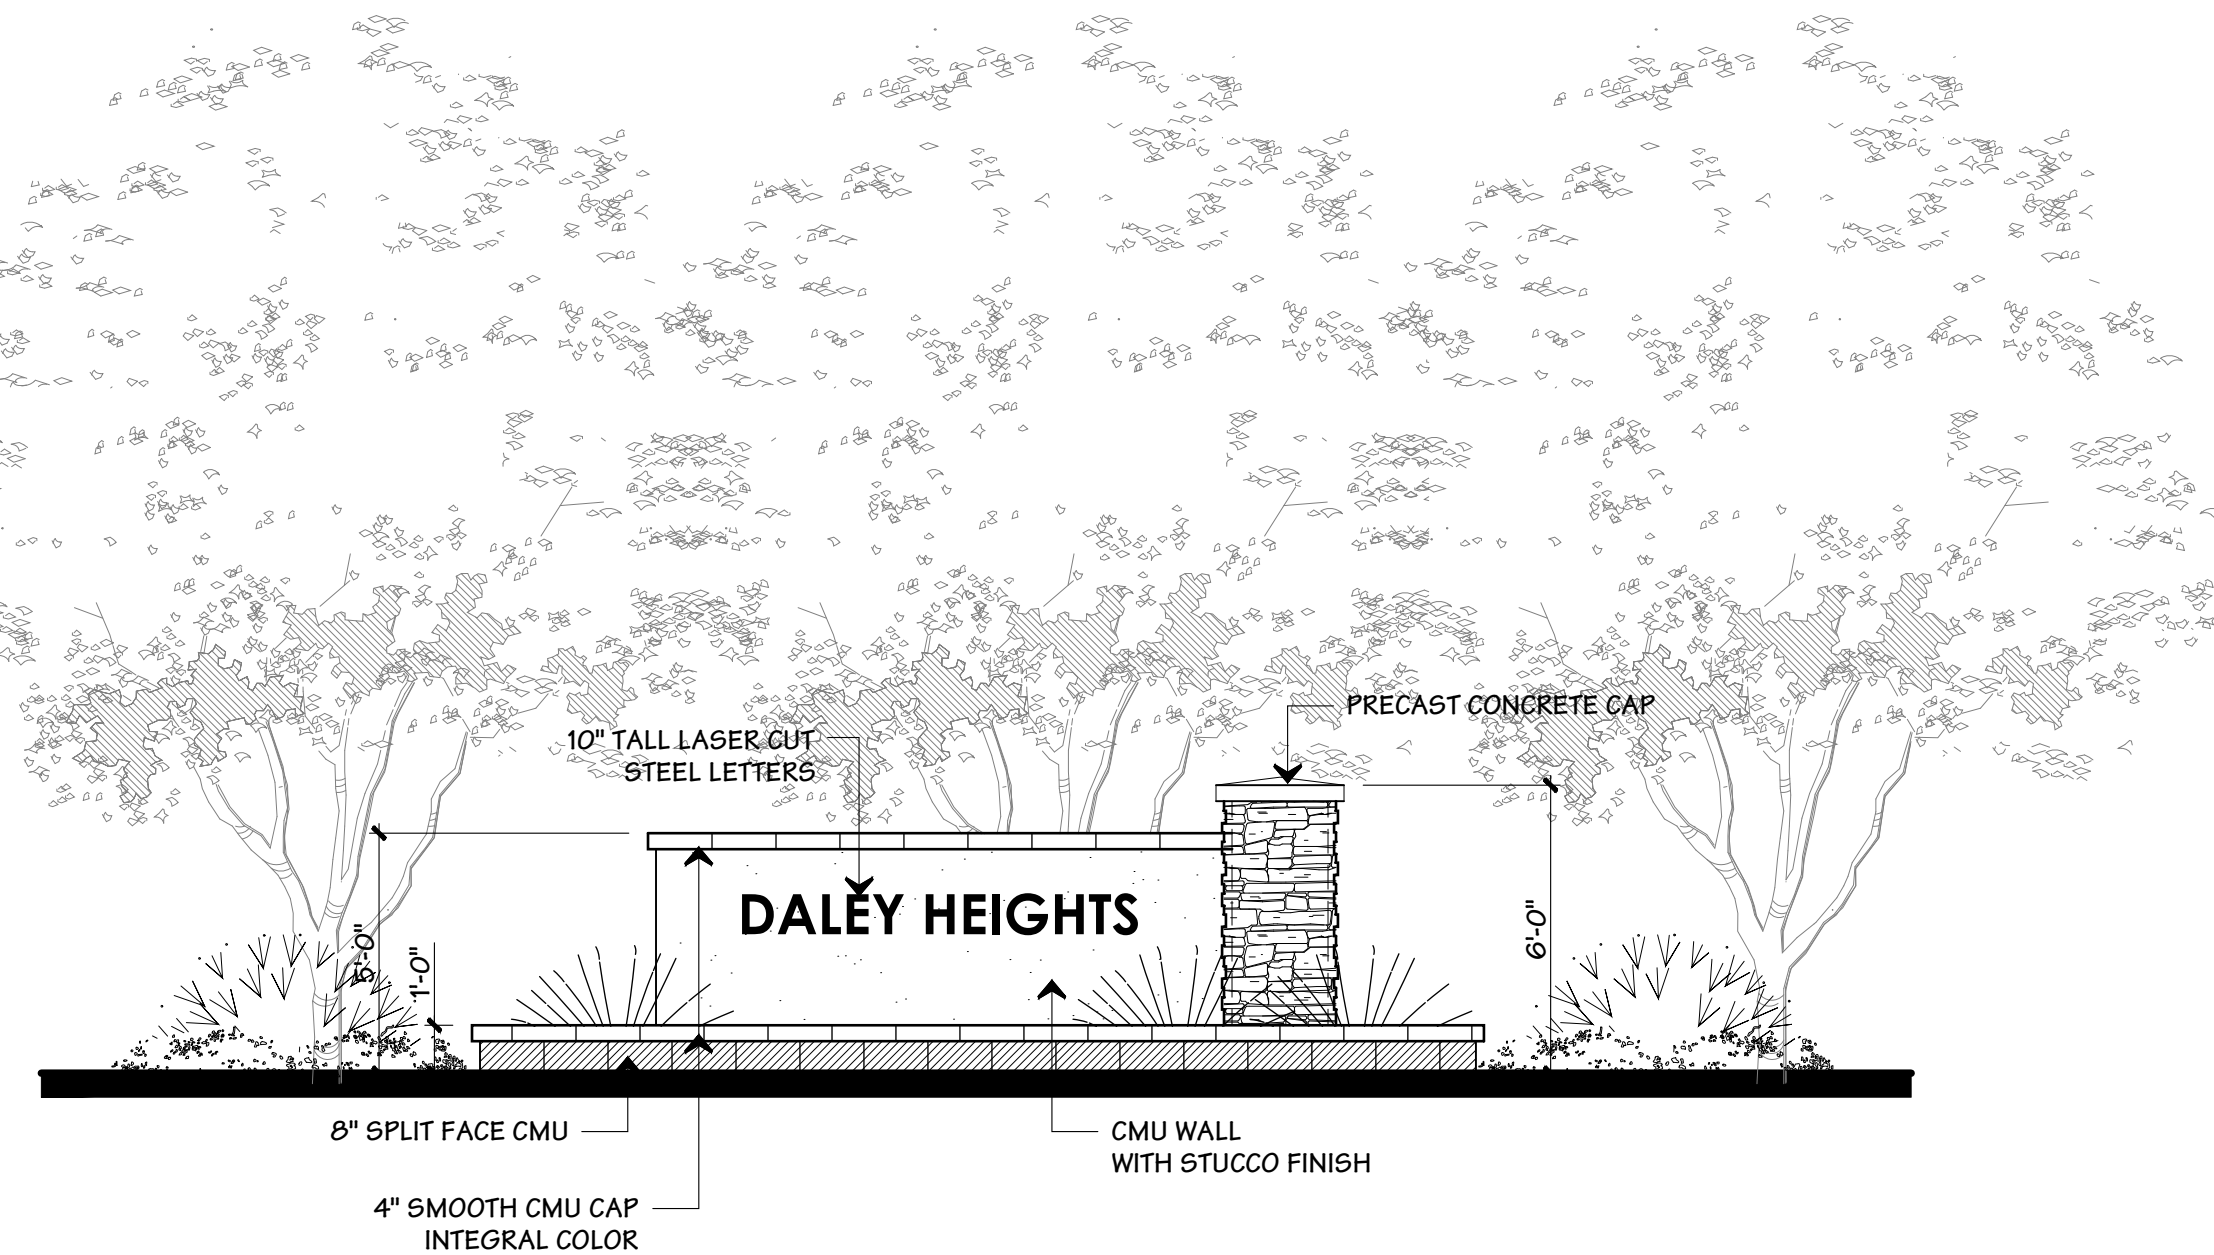 PRECAST CONCRETE CAP
10" TALL LASER CUT
STEEL LETTERS
DALEY HEIGHTS
5'-0"
1'-0"
6'-0"
8" SPLIT FACE CMU
CMU WALL
WITH STUCCO FINISH
4" SMOOTH CMU CAP
INTEGRAL COLOR